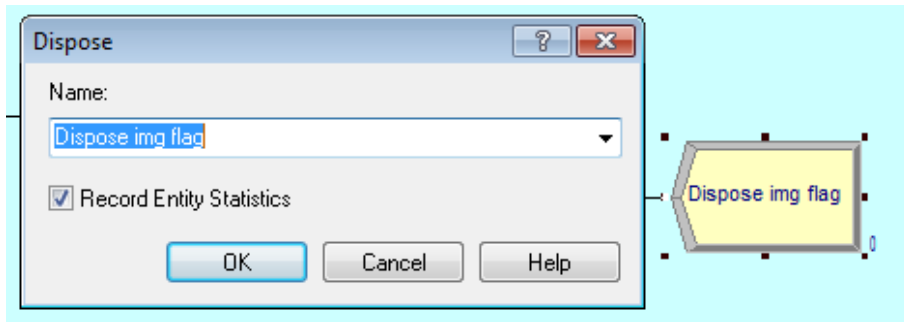 Dispose
?
Name:
Dispose img flag
Record Entity Statistics
OK Cancel Help
Dispose img flag
0